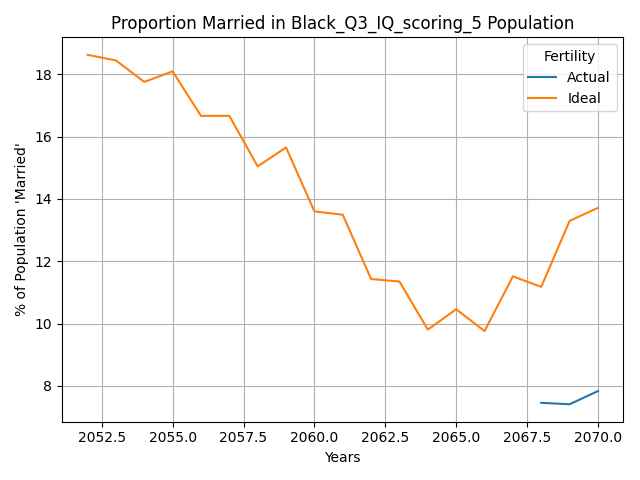 Proportion Married in Black_Q3_IQ_scoring_5 Population
Fertility
Actual
Ideal
% of Population 'Married'
18
16
14
12
10
8
2052.5 2055.0 2057.5 2060.0 2062.5 2065.0 2067.5 2070.0
Years